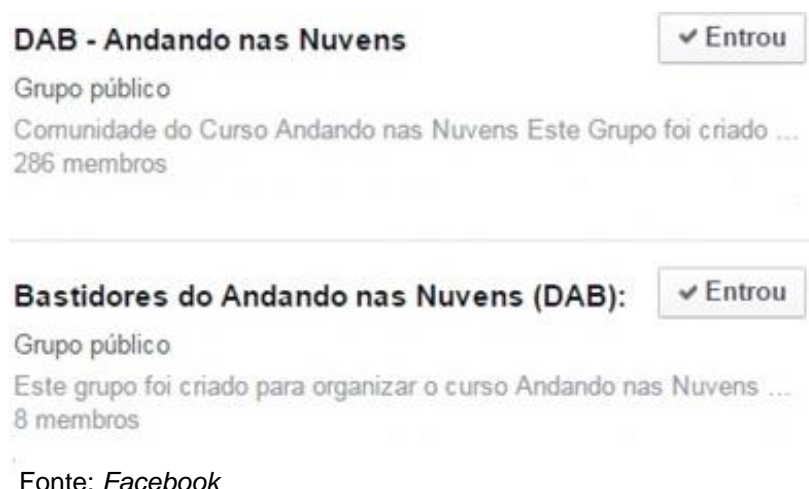 DAB - Andando nas Nuvens
✔ Entrou
Grupo público
Comunidade do Curso Andando nas Nuvens Este Grupo foi criado ...
286 membros
Bastidores do Andando nas Nuvens (DAB):
✔ Entrou
Grupo público
Este grupo foi criado para organizar o curso Andando nas Nuvens ...
8 membros
Fonte: Facebook